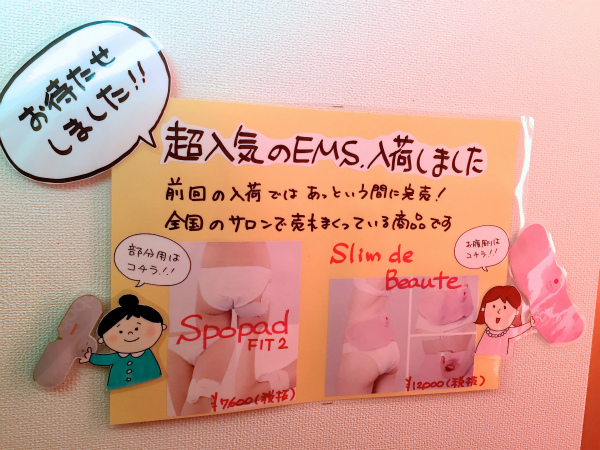 お待たせ
しました!!
超人気のEMS.入荷しました
前回の入荷では あっという間に完売!
全国のサロンで売れまくっている商品です
部分用は
コチラ!!
Spopad
FIT2
¥7600(税抜)
Slim de
Beaute
お腹用は
コチラ!!
¥12000(税抜)